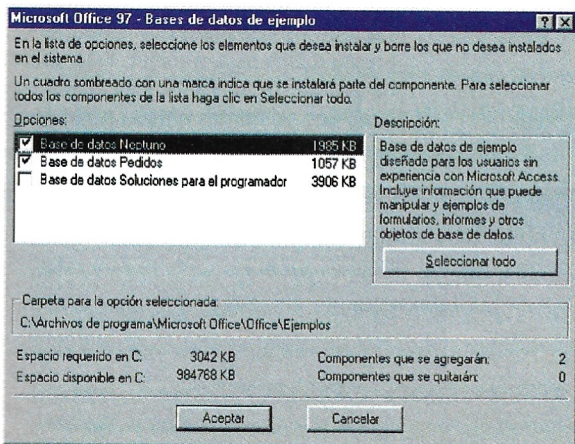 Microsoft Office 97 - Bases de datos de ejemplo
En la lista de opciones, seleccione los elementos que desea instalar y borre los que no desea instalados
en el sistema.
Un cuadro sombreado con una marca indica que se instalará parte del componente. Para seleccionar
todos los componentes de la lista haga clic en Seleccionar todo.
Opciones:
Base de datos Neptuno 1985 KB
Base de datos Pedidos 1057 KB
Base de datos Soluciones para el programador 3906 KB
Descripción:
Base de datos de ejemplo
diseñada para los usuarios sin
experiencia con Microsoft Access.
Incluye información que puede
manipular y ejemplos de
formularios, informes y otros
objetos de base de datos.
Seleccionar todo
Carpeta para la opción seleccionada:
C:\Archivos de programa\Microsoft Office\Office\Ejemplos
Espacio requerido en C: 3042 KB
Componentes que se agregarán: 2
Espacio disponible en C: 984768 KB
Componentes que se quitarán: 0
Aceptar
Cancelar